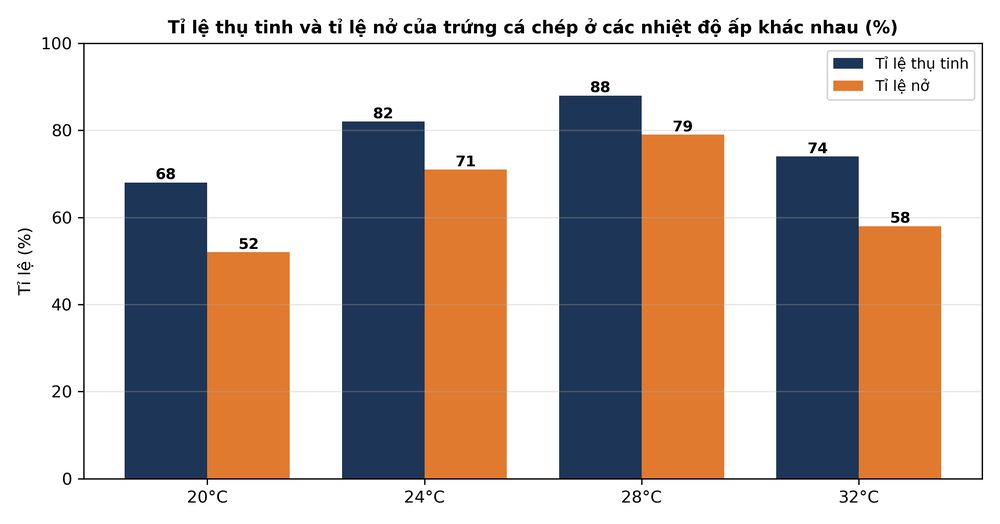 Tỉ lệ thụ tinh và tỉ lệ nở của trứng cá chép ở các nhiệt độ ấp khác nhau (%)
Tỉ lệ (%)
100
80
60
40
20
0
Tỉ lệ thụ tinh
Tỉ lệ nở
68
52
82
71
88
79
74
58
20°C
24°C
28°C
32°C